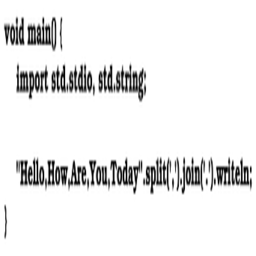 void main() {
import std.stdio, std.string;
"Hello,How,Are,You,Today".split(',').join('.').writeln;
}